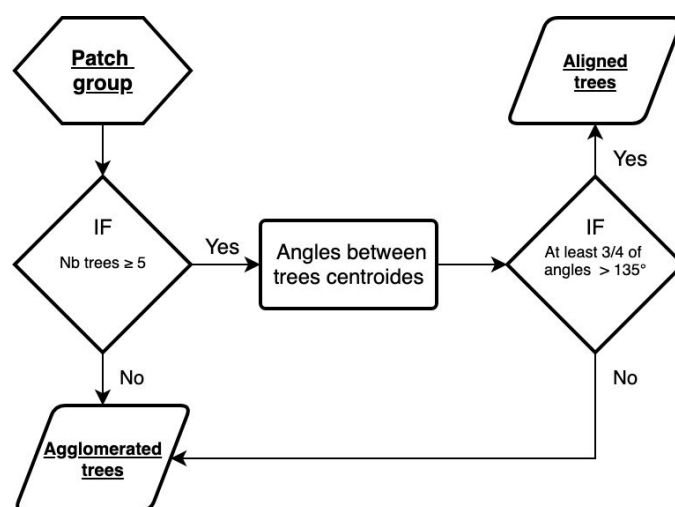 Patch
group
IF
Nb trees ≥ 5
Yes
No
Angles between
trees centroides
IF
At least 3/4 of
angles > 135°
Yes
No
Aligned
trees
Agglomerated
trees